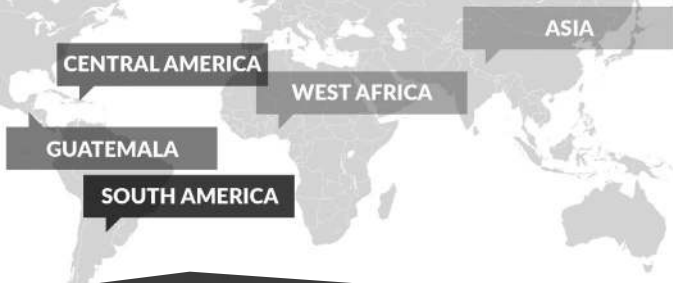 ASIA
CENTRAL AMERICA
WEST AFRICA
GUATEMALA
SOUTH AMERICA